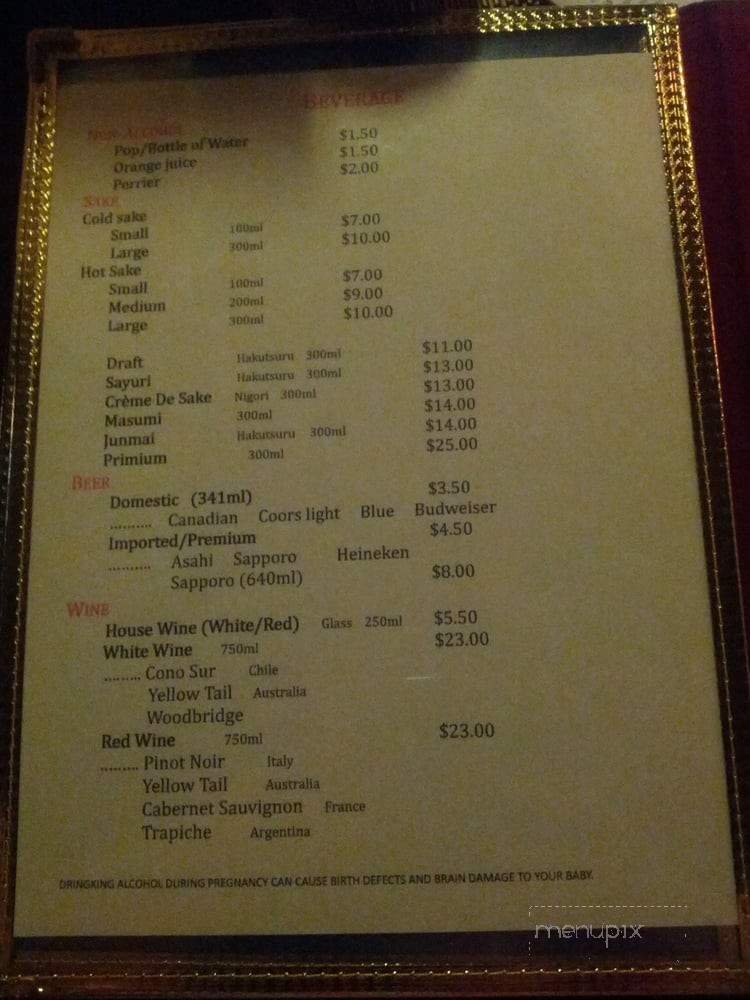 BEVERAGE
Non-Alcohol
Pop/Bottle of Water $1.50
Orange juice $1.50
Perrier $2.00
SAKE
Cold sake
Small 180ml $7.00
Large 300ml $10.00
Hot Sake
Small 100ml $7.00
Medium 200ml $9.00
Large 300ml $10.00
Draft Hakutsuru 300ml $11.00
Sayuri Hakutsuru 300ml $13.00
Crème De Sake Nigori 300ml $13.00
Masumi 300ml $14.00
Junmai Hakutsuru 300ml $14.00
Primium 300ml $25.00
BEER
Domestic (341ml) $3.50
.......... Canadian Coors light Blue Budweiser
Imported/Premium $4.50
.......... Asahi Sapporo Heineken
Sapporo (640ml) $8.00
WINE
House Wine (White/Red) Glass 250ml $5.50
White Wine 750ml $23.00
......... Cono Sur Chile
Yellow Tail Australia
Woodbridge
Red Wine 750ml $23.00
......... Pinot Noir Italy
Yellow Tail Australia
Cabernet Sauvignon France
Trapiche Argentina
DRINGKING ALCOHOL DURING PREGNANCY CAN CAUSE BIRTH DEFECTS AND BRAIN DAMAGE TO YOUR BABY.
menupix